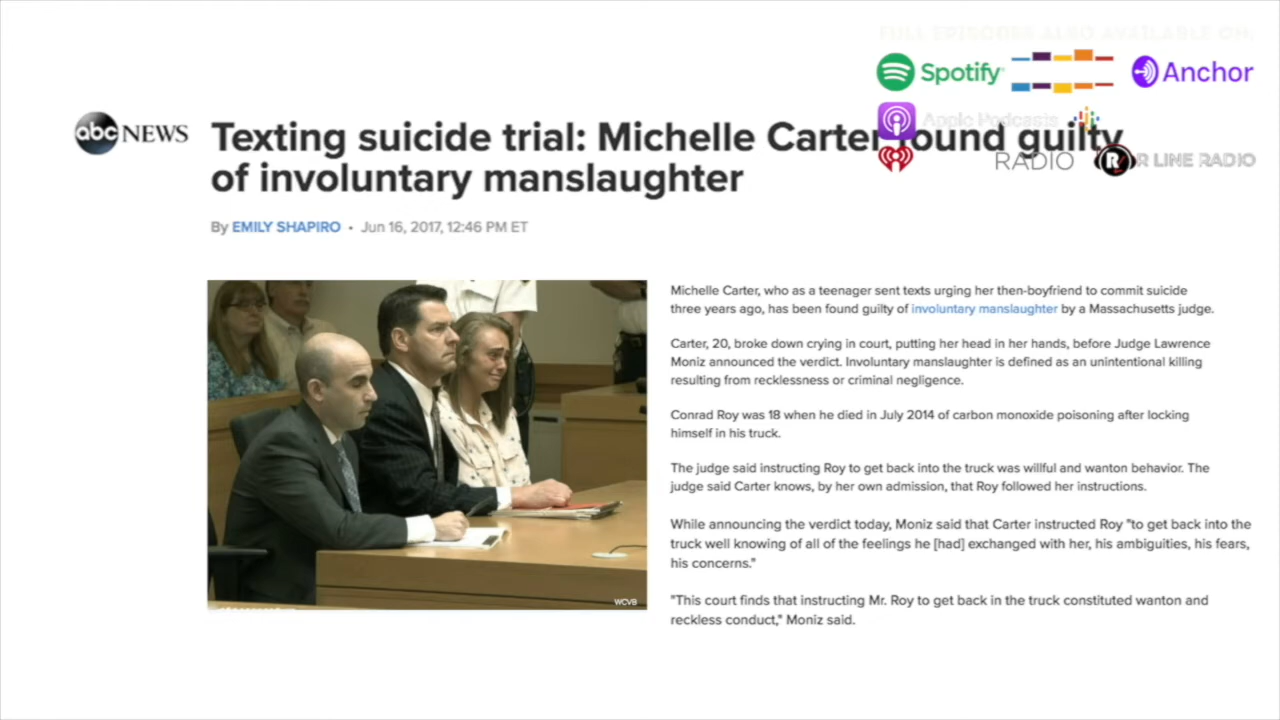 FULL EPISODES ALSO AVAILABLE ON:
Spotify
Anchor
Apple Podcasts
RADIO
R LINE RADIO
abc NEWS
Texting suicide trial: Michelle Carter found guilty
of involuntary manslaughter
By EMILY SHAPIRO • Jun 16, 2017, 12:46 PM ET
WCVB
Michelle Carter, who as a teenager sent texts urging her then-boyfriend to commit suicide
three years ago, has been found guilty of involuntary manslaughter by a Massachusetts judge.
Carter, 20, broke down crying in court, putting her head in her hands, before Judge Lawrence
Moniz announced the verdict. Involuntary manslaughter is defined as an unintentional killing
resulting from recklessness or criminal negligence.
Conrad Roy was 18 when he died in July 2014 of carbon monoxide poisoning after locking
himself in his truck.
The judge said instructing Roy to get back into the truck was willful and wanton behavior. The
judge said Carter knows, by her own admission, that Roy followed her instructions.
While announcing the verdict today, Moniz said that Carter instructed Roy "to get back into the
truck well knowing of all of the feelings he [had] exchanged with her, his ambiguities, his fears,
his concerns."
"This court finds that instructing Mr. Roy to get back in the truck constituted wanton and
reckless conduct," Moniz said.